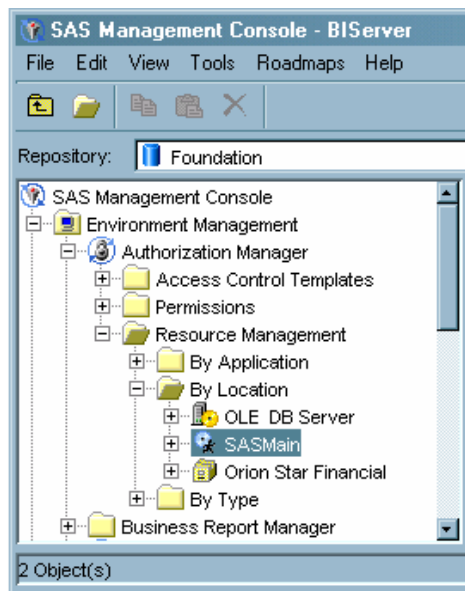 SAS Management Console - BIServer
File Edit View Tools Roadmaps Help
Repository: Foundation
SAS Management Console
Environment Management
Authorization Manager
Access Control Templates
Permissions
Resource Management
By Application
By Location
OLE DB Server
SASMain
Orion Star Financial
By Type
Business Report Manager
2 Object(s)